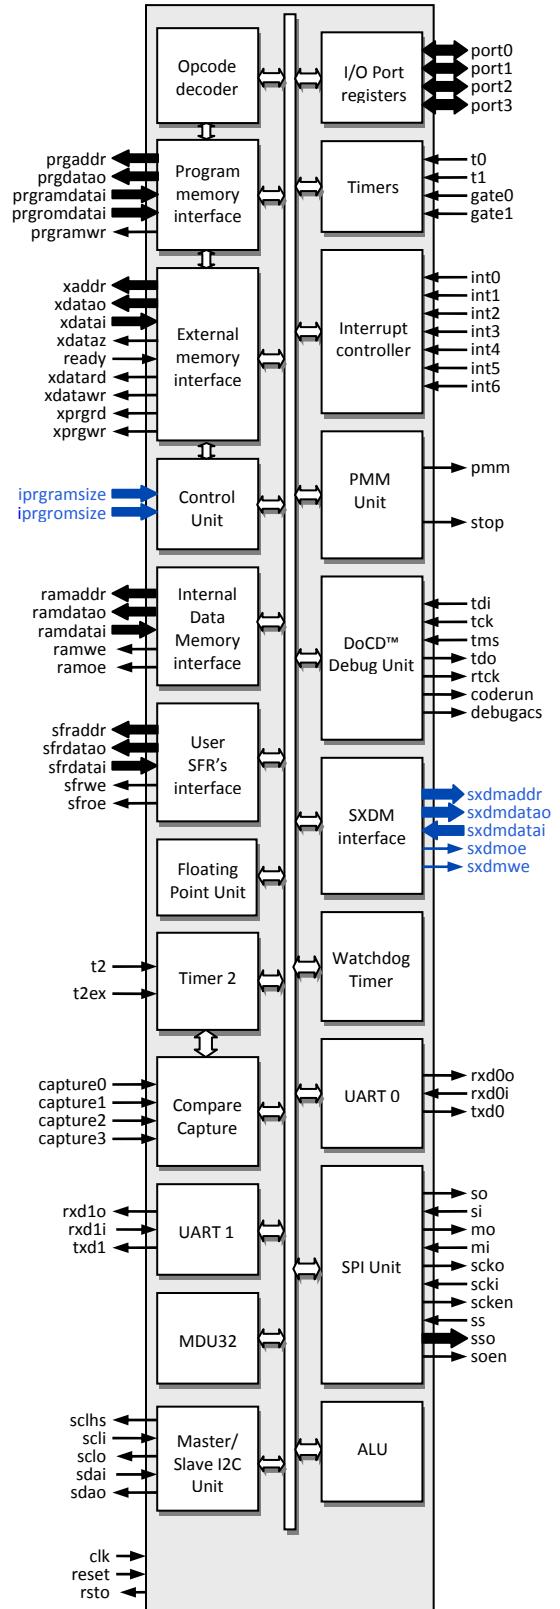 Opcode
decoder
I/O Port
registers
port0
port1
port2
port3
prgaddr
prgdatao
prgramdatai
prgromdatai
prgramwr
Program
memory
interface
Timers
t0
t1
gate0
gate1
xaddr
xdatao
xdatai
xdataz
ready
xdatard
xdatawr
xprgrd
xprgwr
External
memory
interface
Interrupt
controller
int0
int1
int2
int3
int4
int5
int6
iprgramsize
iprgromsize
Control
Unit
PMM
Unit
pmm
stop
ramaddr
ramdatao
ramdatai
ramwe
ramoe
Internal
Data
Memory
interface
DoCD™
Debug Unit
tdi
tck
tms
tdo
rtck
coderun
debugacs
sfraddr
sfrdatao
sfrdatai
sfrwe
sfroe
User
SFR's
interface
SXDM
interface
sxdmaddr
sxdmdatao
sxdmdatai
sxdmoe
sxdmwe
Floating
Point Unit
t2
t2ex
Timer 2
Watchdog
Timer
capture0
capture1
capture2
capture3
Compare
Capture
UART 0
rxd0o
rxd0i
txd0
rxd1o
rxd1i
txd1
UART 1
SPI Unit
so
si
mo
mi
scko
scki
scken
ss
sso
soen
MDU32
sclhs
scli
sclo
sdai
sdao
Master/
Slave I2C
Unit
ALU
clk
reset
rsto